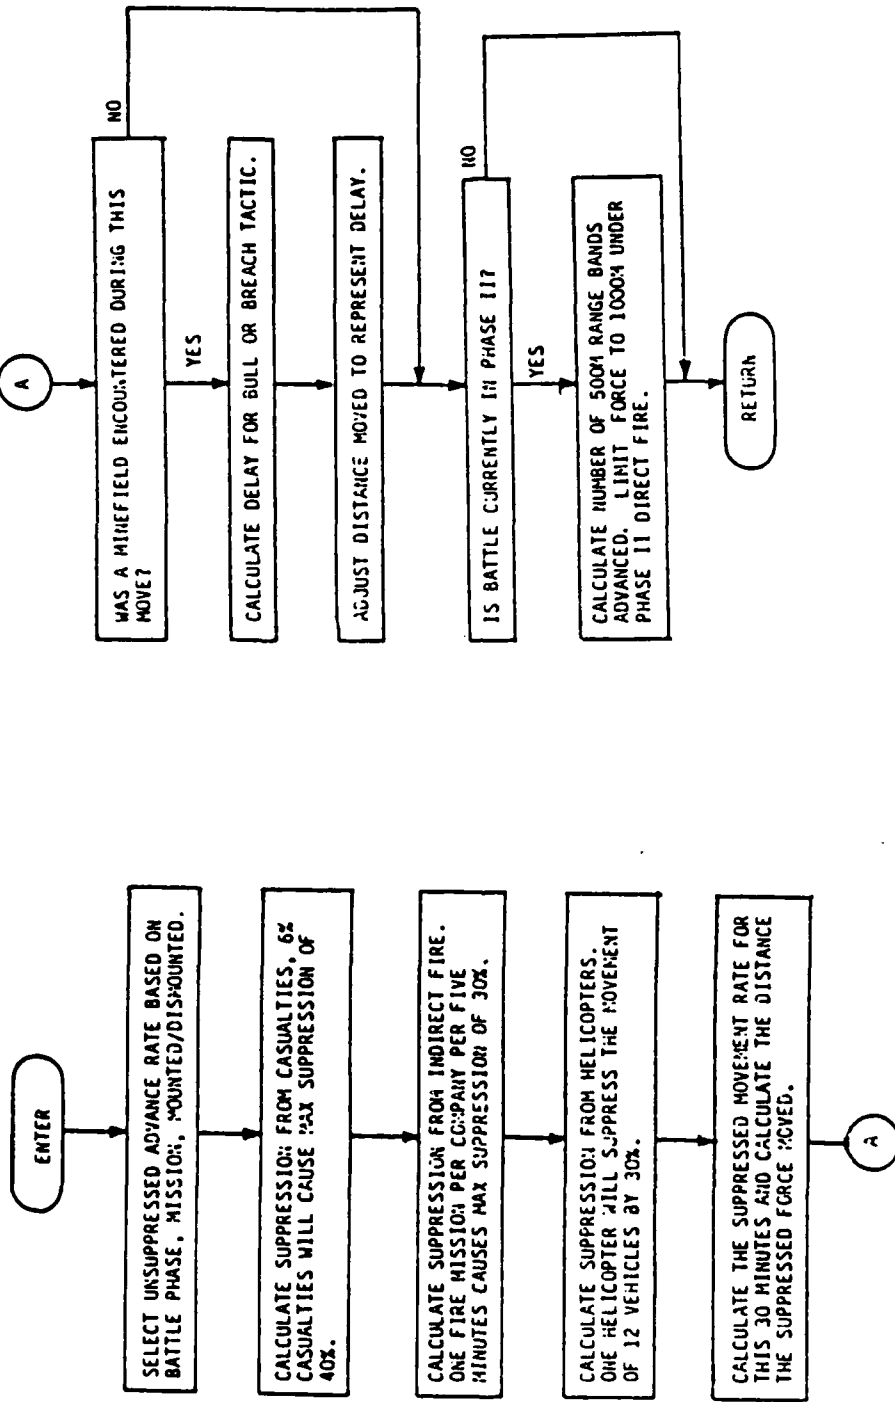 ENTER
SELECT UNSUPPRESSED ADVANCE RATE BASED ON
BATTLE PHASE, MISSION, MOUNTED/DISMOUNTED.
CALCULATE SUPPRESSION FROM CASUALTIES, 6%
CASUALTIES WILL CAUSE MAX SUPPRESSION OF
40%.
CALCULATE SUPPRESSION FROM INDIRECT FIRE.
ONE FIRE MISSION PER COMPANY PER FIVE
MINUTES CAUSES MAX SUPPRESSION OF 30%.
CALCULATE SUPPRESSION FROM HELICOPTERS.
ONE HELICOPTER WILL SUPPRESS THE MOVEMENT
OF 12 VEHICLES BY 30%.
CALCULATE THE SUPPRESSED MOVEMENT RATE FOR
THIS 30 MINUTES AND CALCULATE THE DISTANCE
THE SUPPRESSED FORCE MOVED.
A
A
WAS A MINEFIELD ENCOUNTERED DURING THIS
MOVE?
NO
YES
CALCULATE DELAY FOR BULL OR BREACH TACTIC.
ADJUST DISTANCE MOVED TO REPRESENT DELAY.
IS BATTLE CURRENTLY IN PHASE II?
NO
YES
CALCULATE NUMBER OF 500M RANGE BANDS
ADVANCED. LIMIT FORCE TO 1000M UNDER
PHASE II DIRECT FIRE.
RETURN